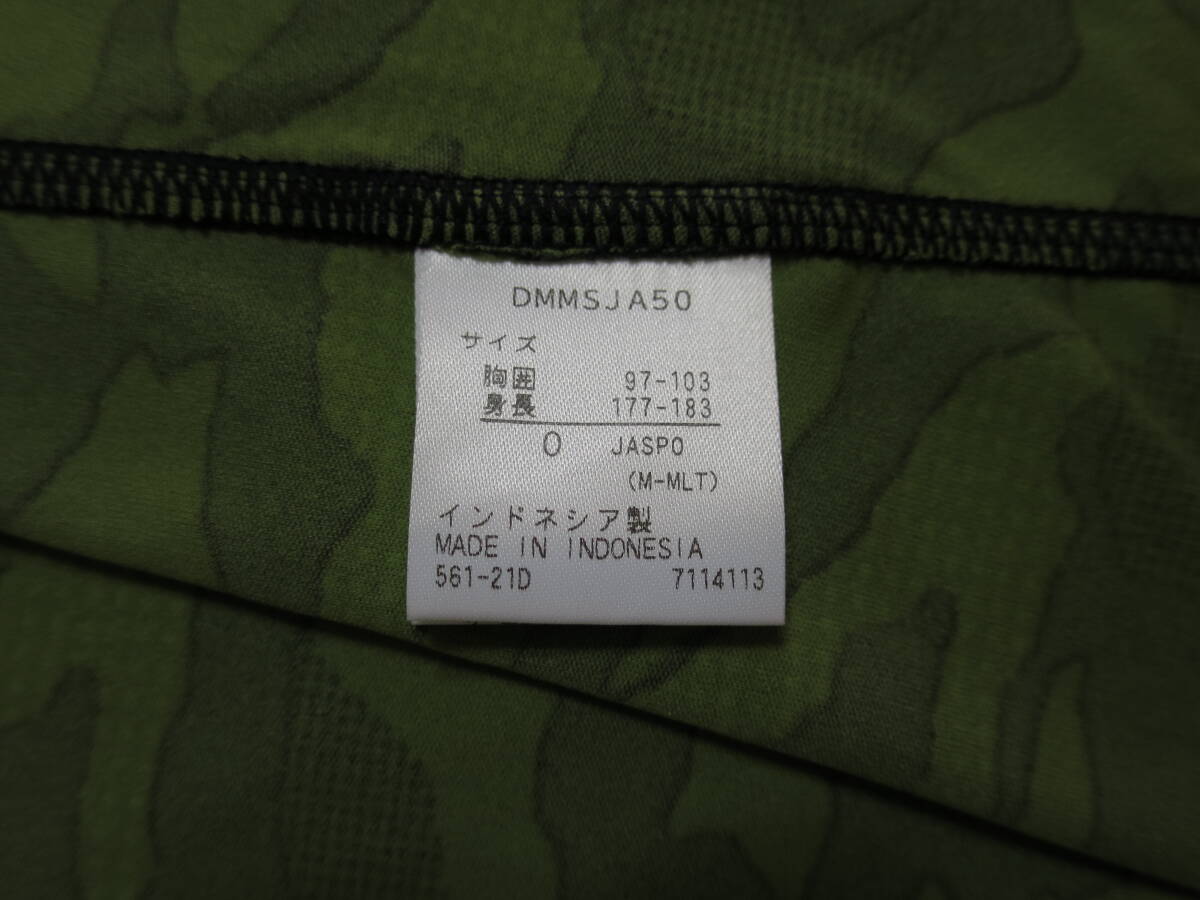 DMMSJA50
サイズ
胸囲 97-103
身長 177-183
O JASPO
(M-MLT)
インドネシア製
MADE IN INDONESIA
561-21D 7114113